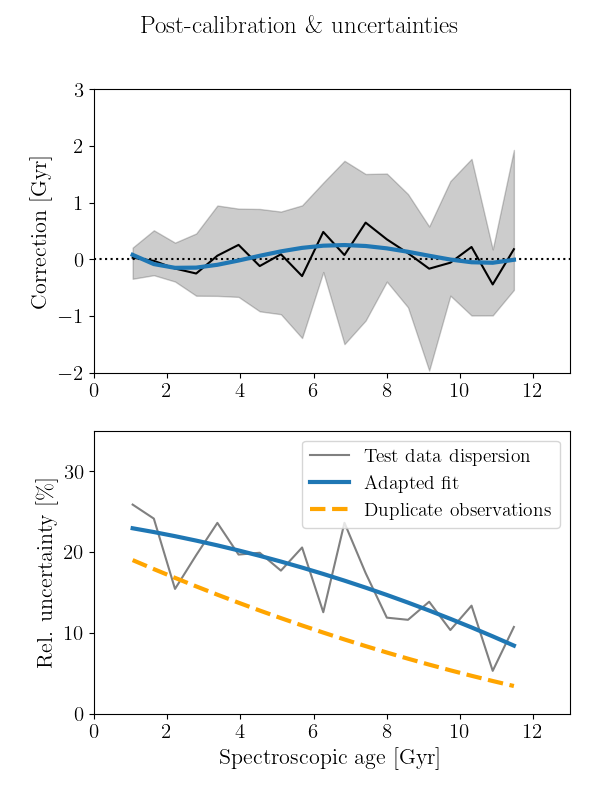 Post-calibration & uncertainties
Correction [Gyr]
3
2
1
0
−1
−2
0 2 4 6 8 10 12
Rel. uncertainty [%]
30
20
10
0
Test data dispersion
Adapted fit
Duplicate observations
0 2 4 6 8 10 12
Spectroscopic age [Gyr]